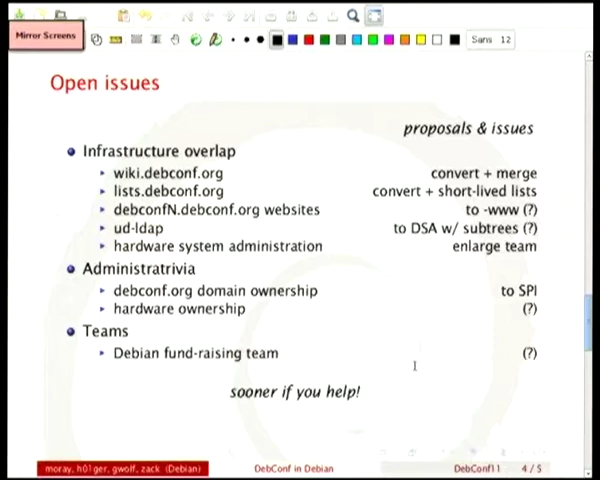 Mirror Screens
Sans 12
Open issues
proposals & issues
Infrastructure overlap
wiki.debconf.org convert + merge
lists.debconf.org convert + short-lived lists
debconfN.debconf.org websites to -www (?)
ud-ldap to DSA w/ subtrees (?)
hardware system administration enlarge team
Administratrivia
debconf.org domain ownership to SPI
hardware ownership (?)
Teams
Debian fund-raising team (?)
sooner if you help!
moray, h01ger, gwolf, zack (Debian) DebConf in Debian DebConf11 4 / 5